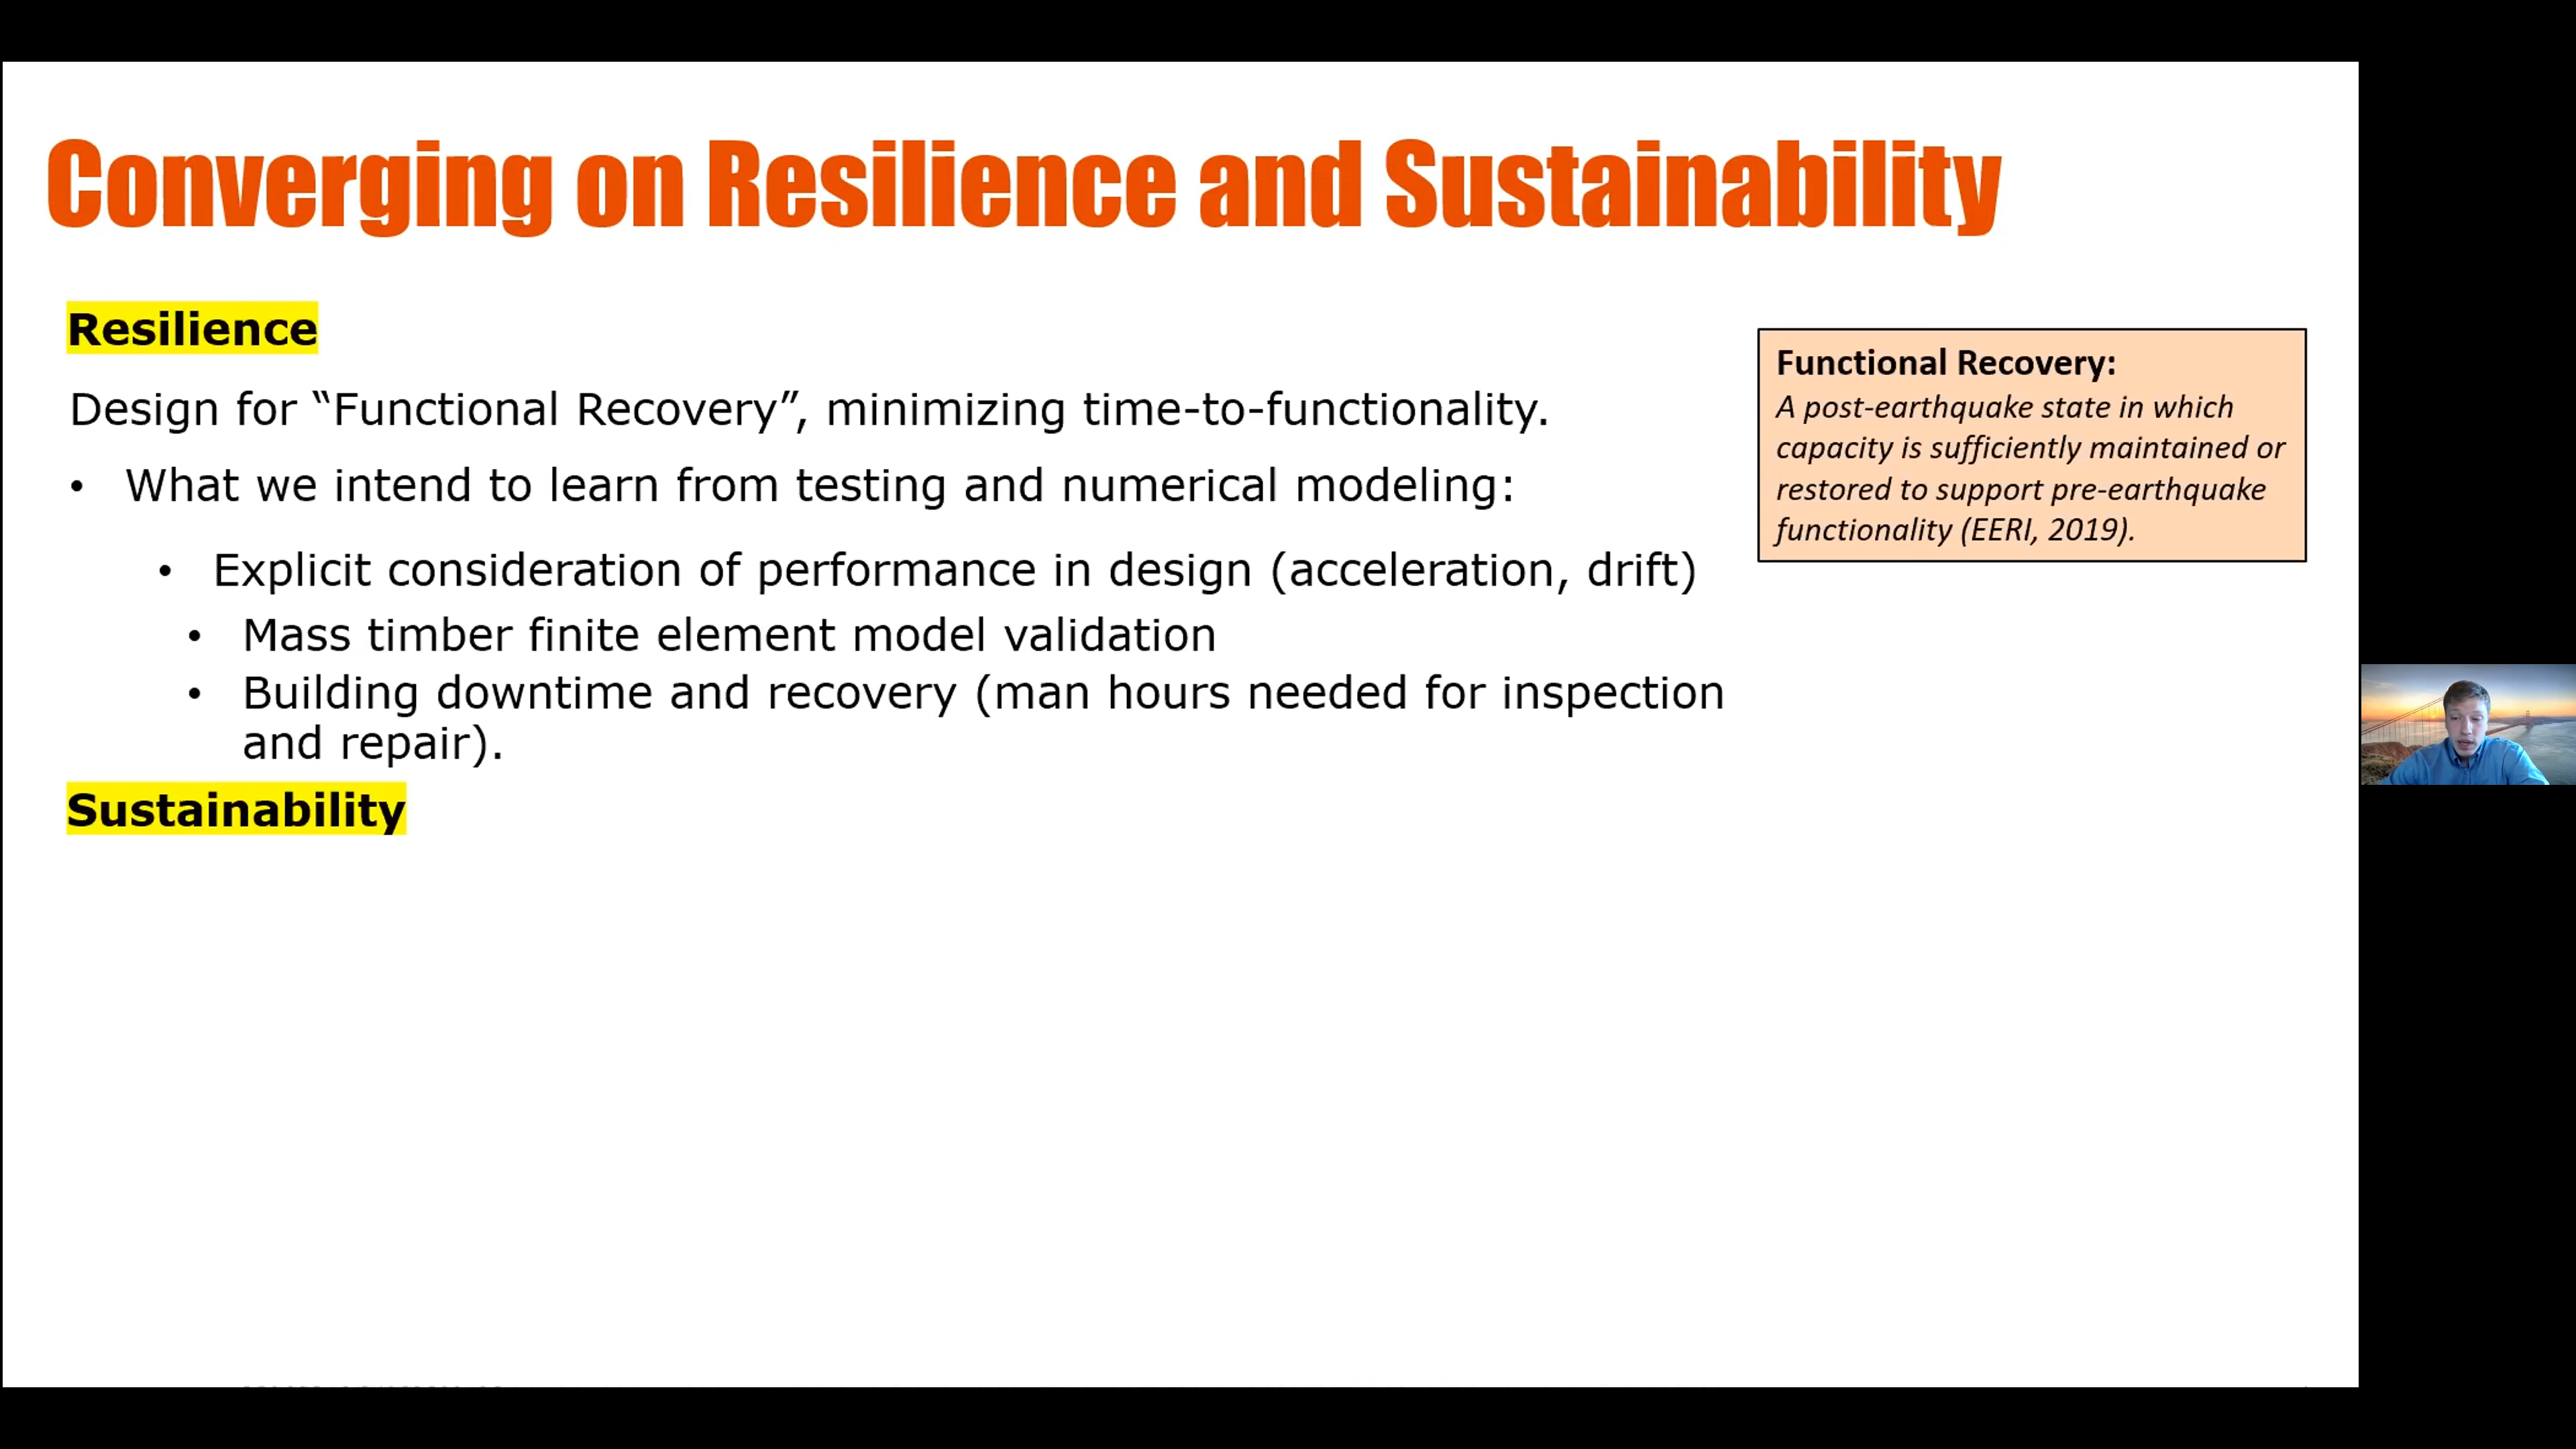 Converging on Resilience and Sustainability
Resilience
Design for “Functional Recovery”, minimizing time-to-functionality.
• What we intend to learn from testing and numerical modeling:
• Explicit consideration of performance in design (acceleration, drift)
• Mass timber finite element model validation
• Building downtime and recovery (man hours needed for inspection
and repair).
Sustainability
Functional Recovery:
A post-earthquake state in which
capacity is sufficiently maintained or
restored to support pre-earthquake
functionality (EERI, 2019).